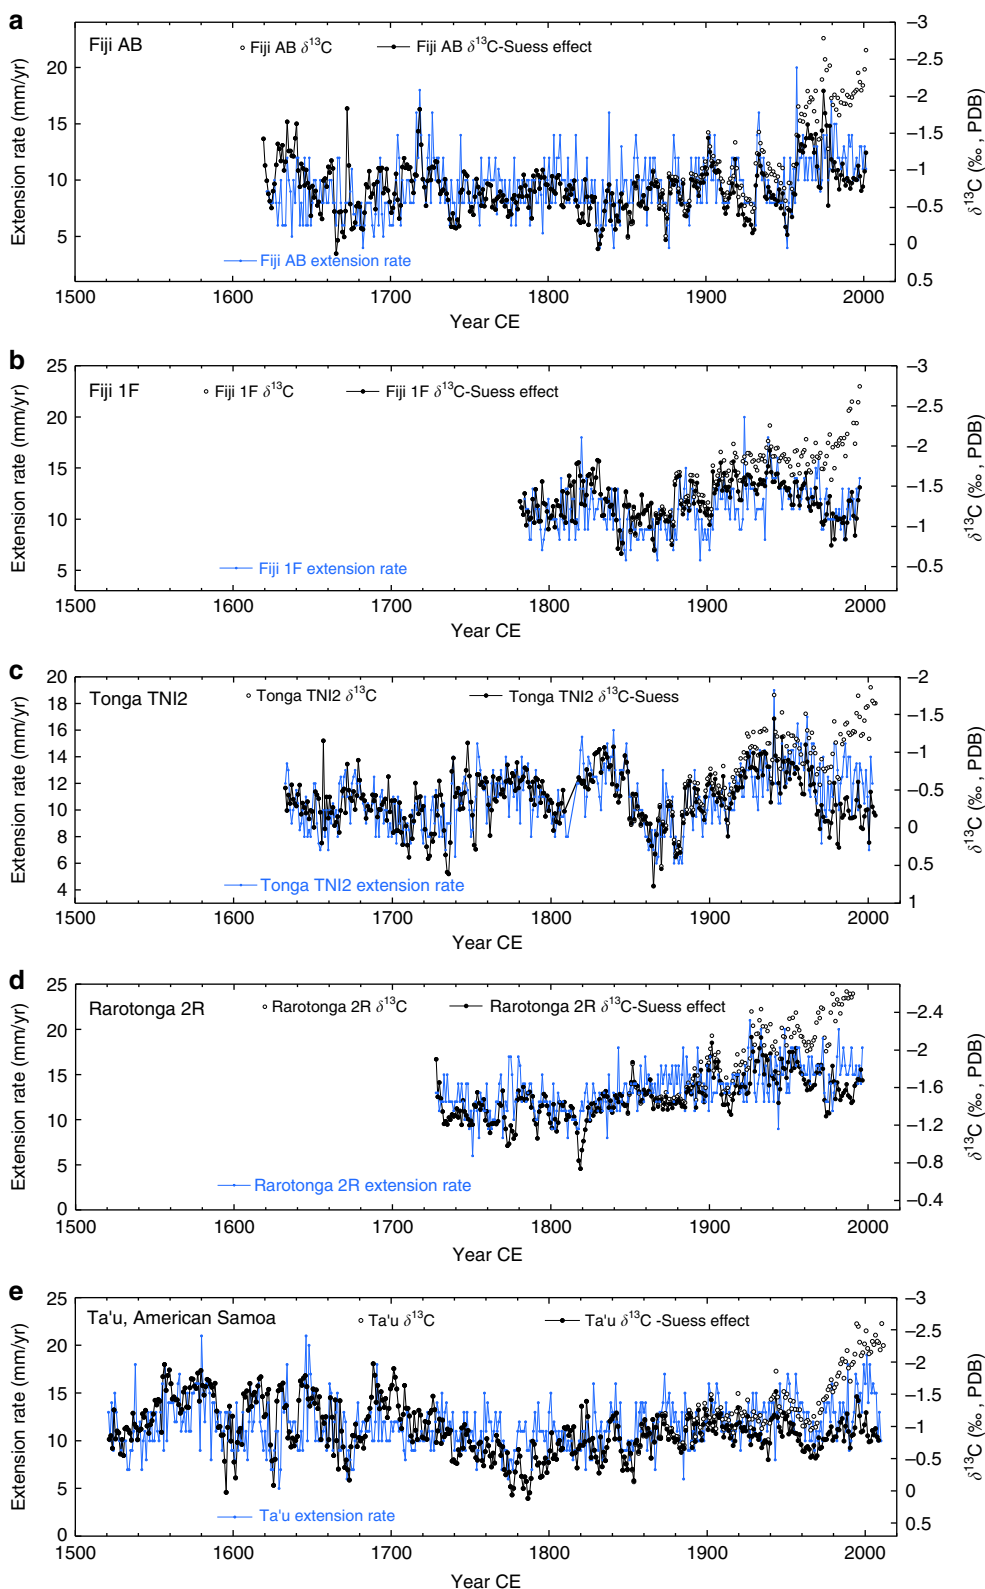 a
Fiji AB
Fiji AB δ13C
Fiji AB δ13C-Suess effect
Extension rate (mm/yr)
20
15
10
5
−3
−2.5
−2
−1.5
−1
−0.5
0
0.5
δ13C (‰, PDB)
Fiji AB extension rate
1500 1600 1700 1800 1900 2000
Year CE
b
Fiji 1F
Fiji 1F δ13C
Fiji 1F δ13C-Suess effect
Extension rate (mm/yr)
25
20
15
10
5
−3
−2.5
−2
−1.5
−1
−0.5
δ13C (‰, PDB)
Fiji 1F extension rate
1500 1600 1700 1800 1900 2000
Year CE
c
Tonga TNI2
Tonga TNI2 δ13C
Tonga TNI2 δ13C-Suess
Extension rate (mm/yr)
20
18
16
14
12
10
8
6
4
−2
−1.5
−1
−0.5
0
0.5
1
δ13C (‰, PDB)
Tonga TNI2 extension rate
1500 1600 1700 1800 1900 2000
Year CE
d
Rarotonga 2R
Rarotonga 2R δ13C
Rarotonga 2R δ13C-Suess effect
Extension rate (mm/yr)
25
20
15
10
5
0
−2.4
−2
−1.6
−1.2
−0.8
−0.4
δ13C (‰, PDB)
Rarotonga 2R extension rate
1500 1600 1700 1800 1900 2000
Year CE
e
Ta'u, American Samoa
Ta'u δ13C
Ta'u δ13C -Suess effect
Extension rate (mm/yr)
25
20
15
10
5
0
−3
−2.5
−2
−1.5
−1
−0.5
0
0.5
δ13C (‰, PDB)
Ta'u extension rate
1500 1600 1700 1800 1900 2000
Year CE